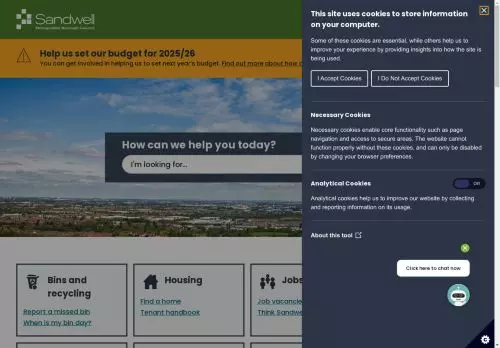 Sandwell
Help us set our budget for 2025/26
You can get involved in helping us to set next year's budget. Find out more about how
How can we help you today?
I'm looking for...
Bins and
recycling
Report a missed bin
When is my bin day?
Housing
Find a home
Tenant handbook
Jobs
Job vacancie
Think Sandwe
This site uses cookies to store information
on your computer.
Some of these cookies are essential, while others help us to
improve your experience by providing insights into how the site is
being used.
I Accept Cookies
I Do Not Accept Cookies
Necessary Cookies
Necessary cookies enable core functionality such as page
navigation and access to secure areas. The website cannot
function properly without these cookies, and can only be disabled
by changing your browser preferences.
Analytical Cookies
Off
Analytical cookies help us to improve our website by collecting
and reporting information on its usage.
About this tool
Click here to chat now